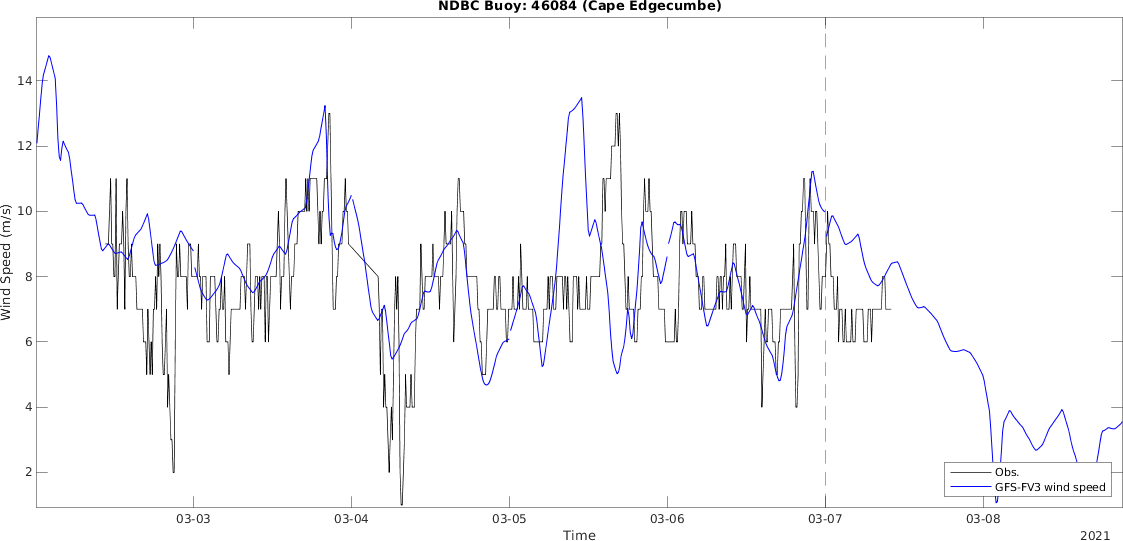 NDBC Buoy: 46084 (Cape Edgecumbe)
Wind Speed (m/s)
14
12
10
8
6
4
2
Obs.
GFS-FV3 wind speed
03-03
03-04
03-05
03-06
03-07
03-08
Time
2021